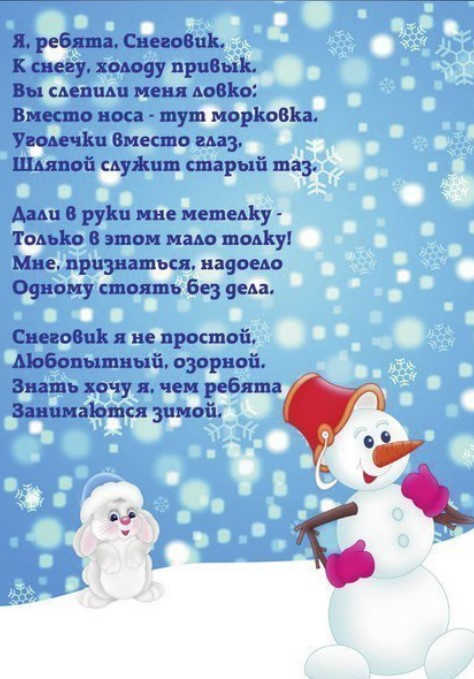 Я, ребята, Снеговик.
К снегу, холоду привык.
Вы слепили меня ловко:
Вместо носа - тут морковка.
Уголечки вместо глаз,
Шляпой служит старый таз.
Дали в руки мне метелку -
Только в этом мало толку!
Мне, признаться, надоело
Одному стоять без дела.
Снеговик я не простой,
Любопытный, озорной.
Знать хочу я, чем ребята
Занимаются зимой.